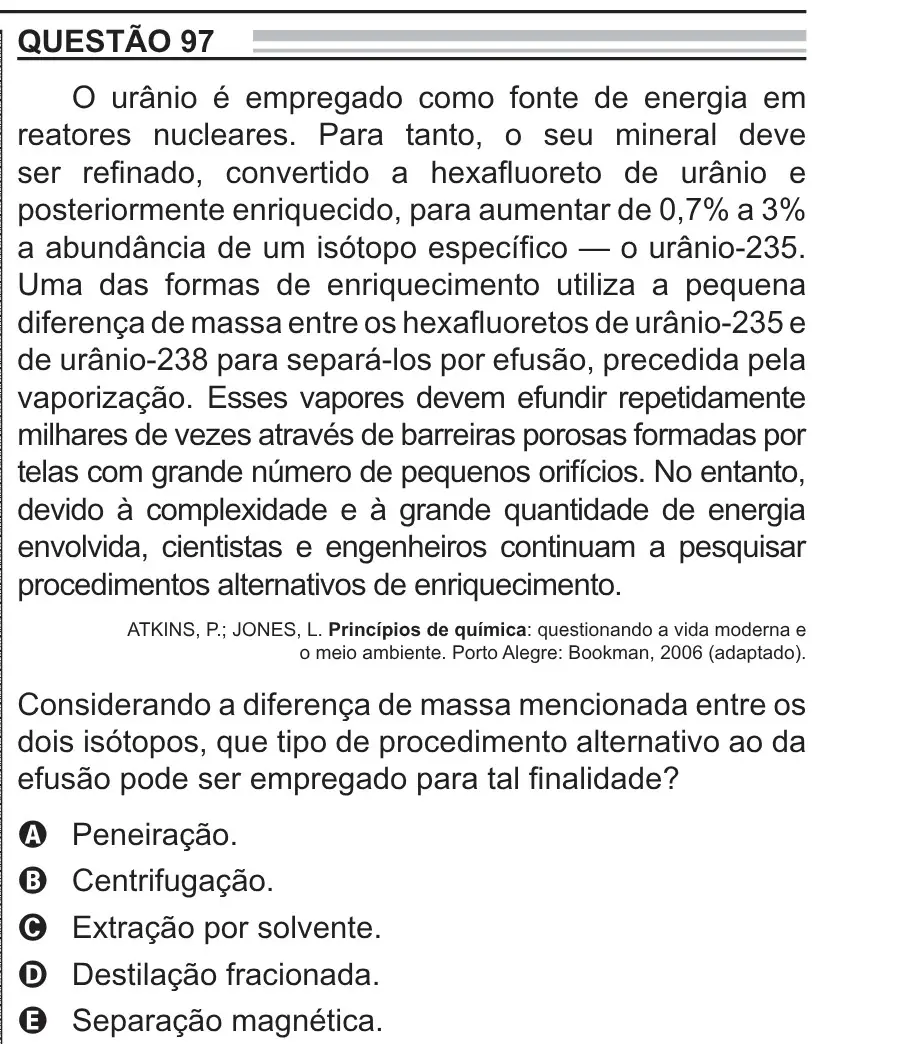 QUESTÃO 97
O urânio é empregado como fonte de energia em
reatores nucleares. Para tanto, o seu mineral deve
ser refinado, convertido a hexafluoreto de urânio e
posteriormente enriquecido, para aumentar de 0,7% a 3%
a abundância de um isótopo específico — o urânio-235.
Uma das formas de enriquecimento utiliza a pequena
diferença de massa entre os hexafluoretos de urânio-235 e
de urânio-238 para separá-los por efusão, precedida pela
vaporização. Esses vapores devem efundir repetidamente
milhares de vezes através de barreiras porosas formadas por
telas com grande número de pequenos orifícios. No entanto,
devido à complexidade e à grande quantidade de energia
envolvida, cientistas e engenheiros continuam a pesquisar
procedimentos alternativos de enriquecimento.
ATKINS, P.; JONES, L. Princípios de química: questionando a vida moderna e
o meio ambiente. Porto Alegre: Bookman, 2006 (adaptado).
Considerando a diferença de massa mencionada entre os
dois isótopos, que tipo de procedimento alternativo ao da
efusão pode ser empregado para tal finalidade?
A Peneiração.
B Centrifugação.
C Extração por solvente.
D Destilação fracionada.
E Separação magnética.